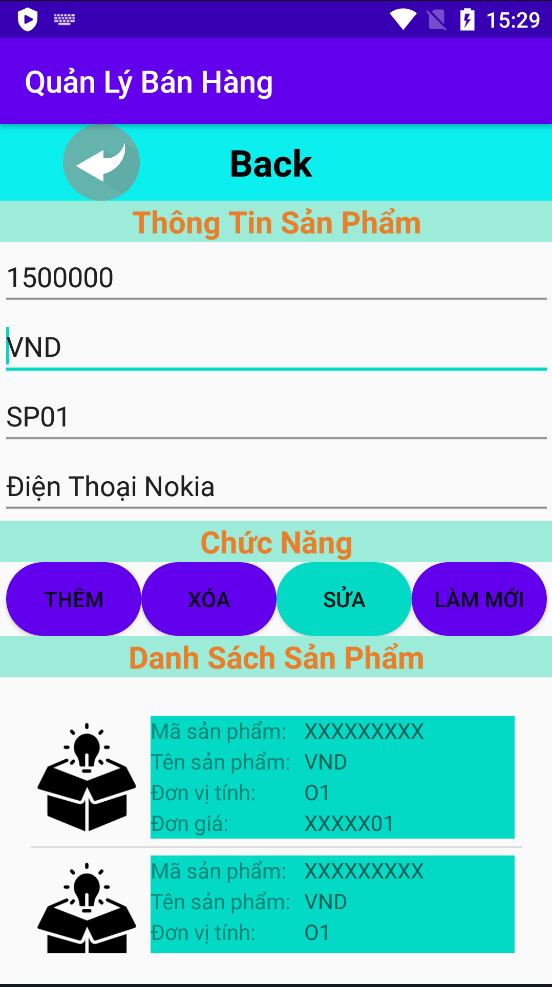 15:29
Quản Lý Bán Hàng
Back
Thông Tin Sản Phẩm
1500000
VND
SP01
Điện Thoại Nokia
Chức Năng
THÊM XÓA SỬA LÀM MỚI
Danh Sách Sản Phẩm
Mã sản phẩm: XXXXXXXXX
Tên sản phẩm: VND
Đơn vị tính: O1
Đơn giá: XXXXX01
Mã sản phẩm: XXXXXXXXX
Tên sản phẩm: VND
Đơn vị tính: O1